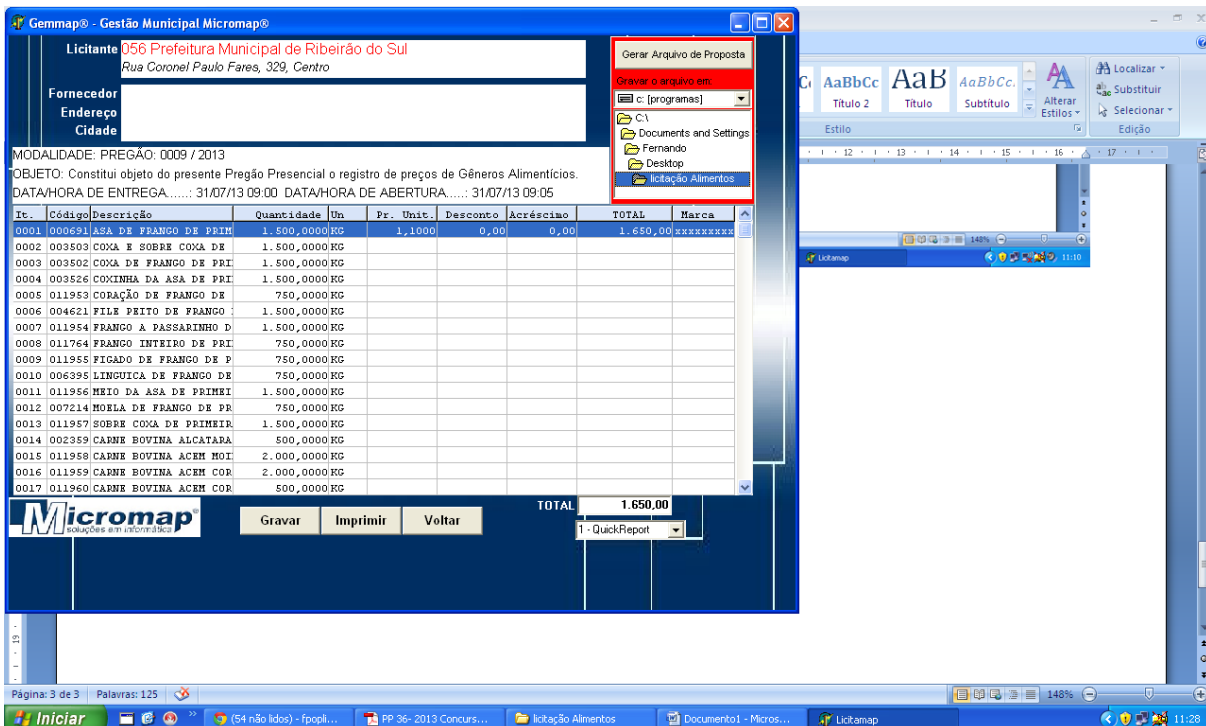 Gemmap® - Gestão Municipal Micromap®
Licitante 056 Prefeitura Municipal de Ribeirão do Sul
Rua Coronel Paulo Fares, 329, Centro
Fornecedor
Endereço
Cidade
Gerar Arquivo de Proposta
Gravar o arquivo em:
c: [programas]
C:\
Documents and Settings
Fernando
Desktop
licitação Alimentos
MODALIDADE: PREGÃO: 0009 / 2013
OBJETO: Constitui objeto do presente Pregão Presencial o registro de preços de Gêneros Alimentícios.
DATA/HORA DE ENTREGA......: 31/07/13 09:00 DATA/HORA DE ABERTURA.....: 31/07/13 09:05
It. Código Descrição Quantidade Un Pr. Unit. Desconto Acréscimo TOTAL Marca
0001 000691 ASA DE FRANGO DE PRIM 1.500,0000 KG 1,1000 0,00 0,00 1.650,00 xxxxxxxxx
0002 003503 COXA E SOBRE COXA DE 1.500,0000 KG
0003 003502 COXA DE FRANGO DE PRI 1.500,0000 KG
0004 003526 COXINHA DA ASA DE PRI 1.500,0000 KG
0005 011953 CORAÇÃO DE FRANGO DE 750,0000 KG
0006 004621 FILE PEITO DE FRANGO 1.500,0000 KG
0007 011954 FRANGO A PASSARINHO D 1.500,0000 KG
0008 011764 FRANGO INTEIRO DE PRI 750,0000 KG
0009 011955 FIGADO DE FRANGO DE P 750,0000 KG
0010 006395 LINGUICA DE FRANGO DE 750,0000 KG
0011 011956 MEIO DA ASA DE PRIMEI 1.500,0000 KG
0012 007214 MOELA DE FRANGO DE PR 750,0000 KG
0013 011957 SOBRE COXA DE PRIMEIR 1.500,0000 KG
0014 002359 CARNE BOVINA ALCATARA 500,0000 KG
0015 011958 CARNE BOVINA ACEM MOI 2.000,0000 KG
0016 011959 CARNE BOVINA ACEM COR 2.000,0000 KG
0017 011960 CARNE BOVINA ACEM COR 500,0000 KG
Micromap®
soluções em informática
Gravar Imprimir Voltar
TOTAL 1.650,00
1 - QuickReport
AaBbCc AaB AaBbCc.
Título 2 Título Subtítulo
Alterar Estilos
Localizar
Substituir
Selecionar
Estilo Edição
12 13 14 15 16 17
148%
Licitamap 11:10
19
Página: 3 de 3 Palavras: 125 148%
Iniciar (54 não lidos) - fpopli... PP 36- 2013 Concurs... licitação Alimentos Documento1 - Micros... Licitamap 11:28